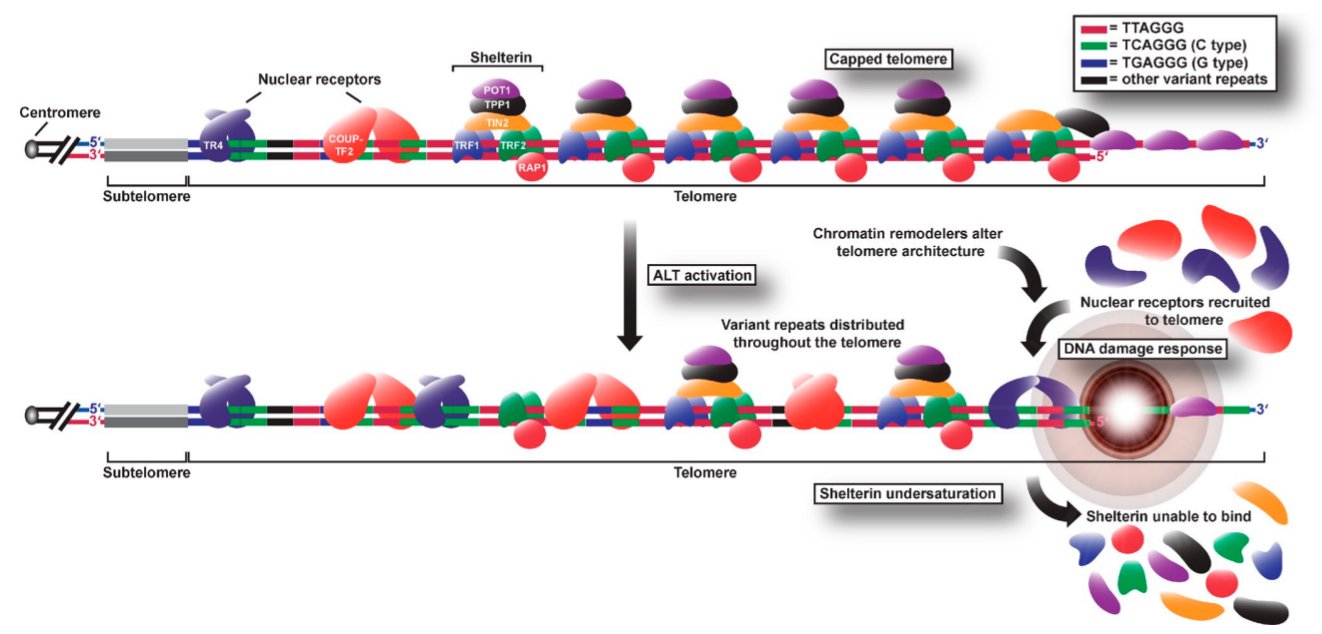 = TTAGGG
= TCAGGG (C type)
= TGAGGG (G type)
= other variant repeats
Shelterin
Nuclear receptors
Capped telomere
Centromere
POT1
TPP1
TIN2
TR4
COUP-
TF2
TRF1
TRF2
RAP1
5'
3'
5'
3'
Subtelomere
Telomere
ALT activation
Chromatin remodelers alter
telomere architecture
Nuclear receptors recruited
to telomere
Variant repeats distributed
throughout the telomere
DNA damage response
5'
3'
5'
3'
Subtelomere
Telomere
Shelterin undersaturation
Shelterin unable to bind